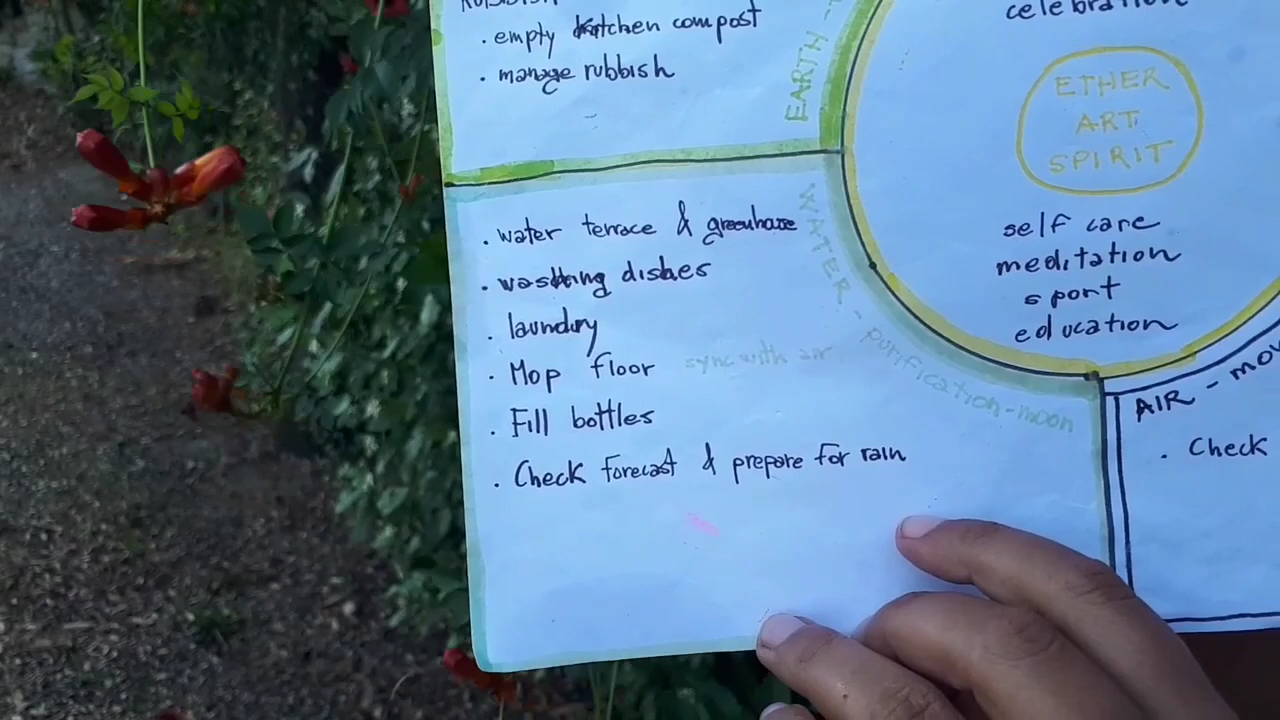 . empty kitchen compost
. manage rubbish
EARTH -
. water terrace & greenhouse
. washing dishes
. laundry
. Mop floor sync with air
. Fill bottles
. Check forecast & prepare for rain
WATER - purification - moon
celebration
ETHER
ART
SPIRIT
self care
meditation
sport
education
AIR -
. Check